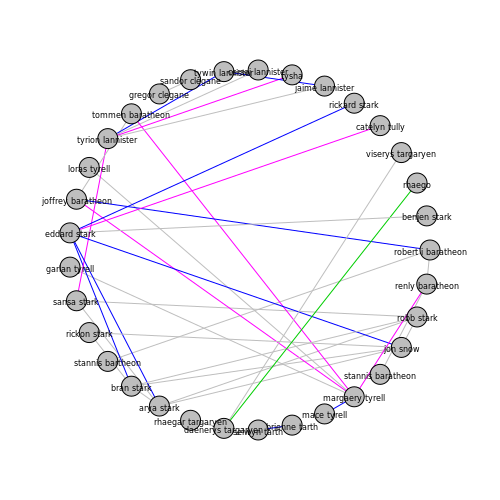 tywin lannister
cersei lannister
tysha
sandor clegane
jaime lannister
gregor clegane
rickard stark
tommen baratheon
catelyn tully
tyrion lannister
viserys targaryen
loras tyrell
rhaego
joffrey baratheon
benjen stark
eddard stark
robert i baratheon
garlan tyrell
renly baratheon
sansa stark
robb stark
rickon stark
jon snow
stannis baratheon
stannis baratheon
bran stark
margaery tyrell
arya stark
mace tyrell
rhaegar targaryen
brienne tarth
daenerys targaryen
selwyn tarth